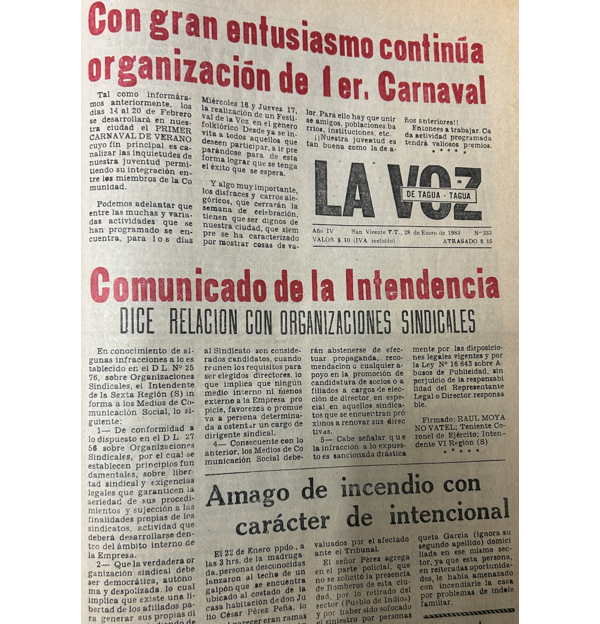 Con gran entusiasmo continúa
organización de 1er. Carnaval
Tal como informára-
mos anteriormente, los
días 14 al 20 de Febrero
se desarrollará en nues-
tra ciudad el PRIMER
CARNAVAL DE VERANO
cuyo fin principal es cana-
lizar las inquietudes de
nuestra juventud permi-
tiendo su integración en-
tre los miembros de la Co
munidad.
Podemos adelantar que
entre las muchas y varia-
das actividades que se
han programado se en-
cuentra, para los días
Miércoles 16 y Jueves 17,
la realización de un Festi-
val de la Voz en el genero
folklórico. Desde ya se in-
vita a todos aquellos que
deseen participar, a ir pre
parándose para de esta
forma lograr que se tenga
el éxito que se espera.
Y algo muy importante,
los disfraces y carros ale-
góricos, que cerrarán la
semana de celebración,
tienen que ser dignos de
nuestra ciudad, que siem
pre se ha caracterizado
por mostrar cosas de va-
lor. Para ello hay que unir
se amigos, poblaciones ba
rrios, instituciones, etc.
¡¡Nuestra juventud es
tan buena como la de a-
ños anteriores!!
Entonces a trabajar. Ca
da actividad programada
tendrá valiosos premios.
* * * * *
LA VOZ
DE TAGUA - TAGUA
Año IV San Vicente T.T., 28 de Enero de 1983 Nº 233
VALOR $ 10 (IVA incluído) ATRASADO $ 15
Comunicado de la Intendencia
DICE RELACION CON ORGANIZACIONES SINDICALES
En conocimiento de al-
gunas infracciones a lo es
tablecido en el D L. Nº 25
76, sobre Organizaciones
Sindicales, el Intendente
de la Sexta Región (S) in
forma a los Medios de Co-
municación Social, lo si-
guiente:
1— De conformidad a
lo dispuesto en el D L. 27
56 sobre Organizaciones
Sindicales, por el cual se
establecen principios fun
damentales, sobre liber-
tad sindical y exigencias
legales que garanticen la
seriedad de sus procedi-
mientos y sujección a las
finalidades propias de los
sindicatos, actividad que
deberá desarrollarse den-
tro del ámbito interno de
la Empresa.
2— Que la verdadera or
ganización sindical debe
ser democrática, autóno-
ma y despolizada, lo cual
implica que existe una li-
bertad de los afiliados pa-
ra generar sus propias di
al Sindicato son conside-
rados candidatos, cuando
reunen los requisitos para
ser elegidos directores, lo
que implica que ningún
medio interno ni menos
externo a la Empresa pro
picie, favorezca o promue
va a persona determina-
da a ostentar un cargo de
dirigente sindical.
4— Consecuente con lo
anterior, los Medios de Co
municación Social debe-
rán abstenerse de efec-
tuar propaganda, reco-
mendación o cualquier a-
poyo en la promoción de
candidatura de socios o a
filiados a cargos de elec-
ción de director, en espe-
cial en aquellos sindica-
tos que se encuentran pró
ximos a renovar sus direc
tivas.
5— Cabe señalar que
la infracción a lo expues-
to es sancionada drástica
mente por las disposicio-
nes legales vigentes y por
la Ley Nº 16 643 sobre A-
busos de Publicidad, sin
perjuicio de la responsabi
lidad del Representante
Legal o Director responsa
ble.
Firmado: RAUL MOYA
NO VATEL; Teniente Co-
ronel de Ejército; Inten-
dente VI Región (S)
* * * * *
Amago de incendio con
carácter de intencional
El 22 de Enero ppdo., a
las 3 hrs. de la madruga-
da, personas desconocidas
lanzaron al techo de un
galpón que se encuentra
ubicado al costado de la
casa habitación de don Ju
lio César Pérez Peña, lo
valuados por el afectado
ante el Tribunal.
El señor Pérez agrega
en el parte policial, que
no se solicitó la presencia
de Bomberos de esta ciu-
dad, por lo retirado del
sector (Pueblo de Indios)
y por haber sido sofocado
el siniestro por personas
queta García (ignora su
segundo apellido) domici
liada en ese mismo sec-
tor, ya que esta persona,
en reiteradas oportunida-
des, le había amenazado
de incendiarle la casa
por problemas de índole
familiar.